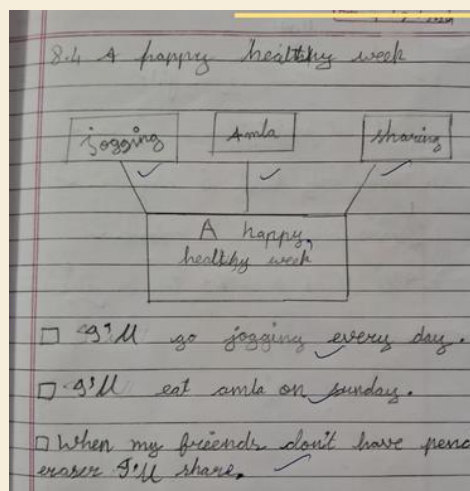 8.4 A happy healthy week
jogging
Amla
sharing
A happy,
healthy week
I'll go jogging every day.
I'll eat amla on sunday.
When my friends don't have penc
eraser I'll share.